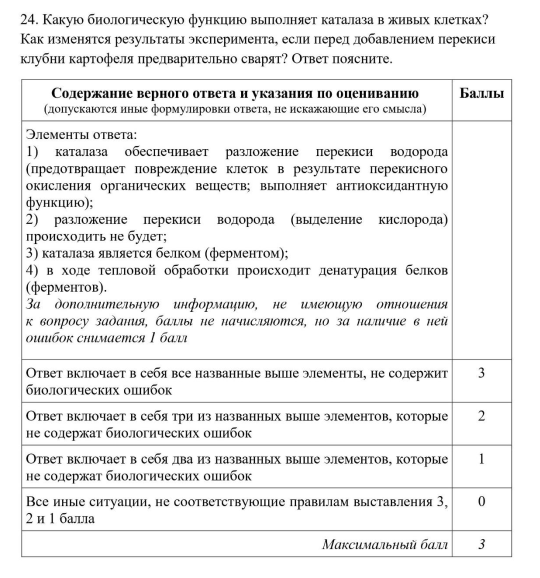 24. Какую биологическую функцию выполняет каталаза в живых клетках?
Как изменятся результаты эксперимента, если перед добавлением перекиси
клубни картофеля предварительно сварят? Ответ поясните.
Содержание верного ответа и указания по оцениванию
(допускаются иные формулировки ответа, не искажающие его смысла)
Баллы
Элементы ответа:
1) каталаза обеспечивает разложение перекиси водорода
(предотвращает повреждение клеток в результате перекисного
окисления органических веществ; выполняет антиоксидантную
функцию);
2) разложение перекиси водорода (выделение кислорода)
происходить не будет;
3) каталаза является белком (ферментом);
4) в ходе тепловой обработки происходит денатурация белков
(ферментов).
За дополнительную информацию, не имеющую отношения
к вопросу задания, баллы не начисляются, но за наличие в ней
ошибок снимается 1 балл
Ответ включает в себя все названные выше элементы, не содержит
биологических ошибок
3
Ответ включает в себя три из названных выше элементов, которые
не содержат биологических ошибок
2
Ответ включает в себя два из названных выше элементов, которые
не содержат биологических ошибок
1
Все иные ситуации, не соответствующие правилам выставления 3,
2 и 1 балла
0
Максимальный балл
3